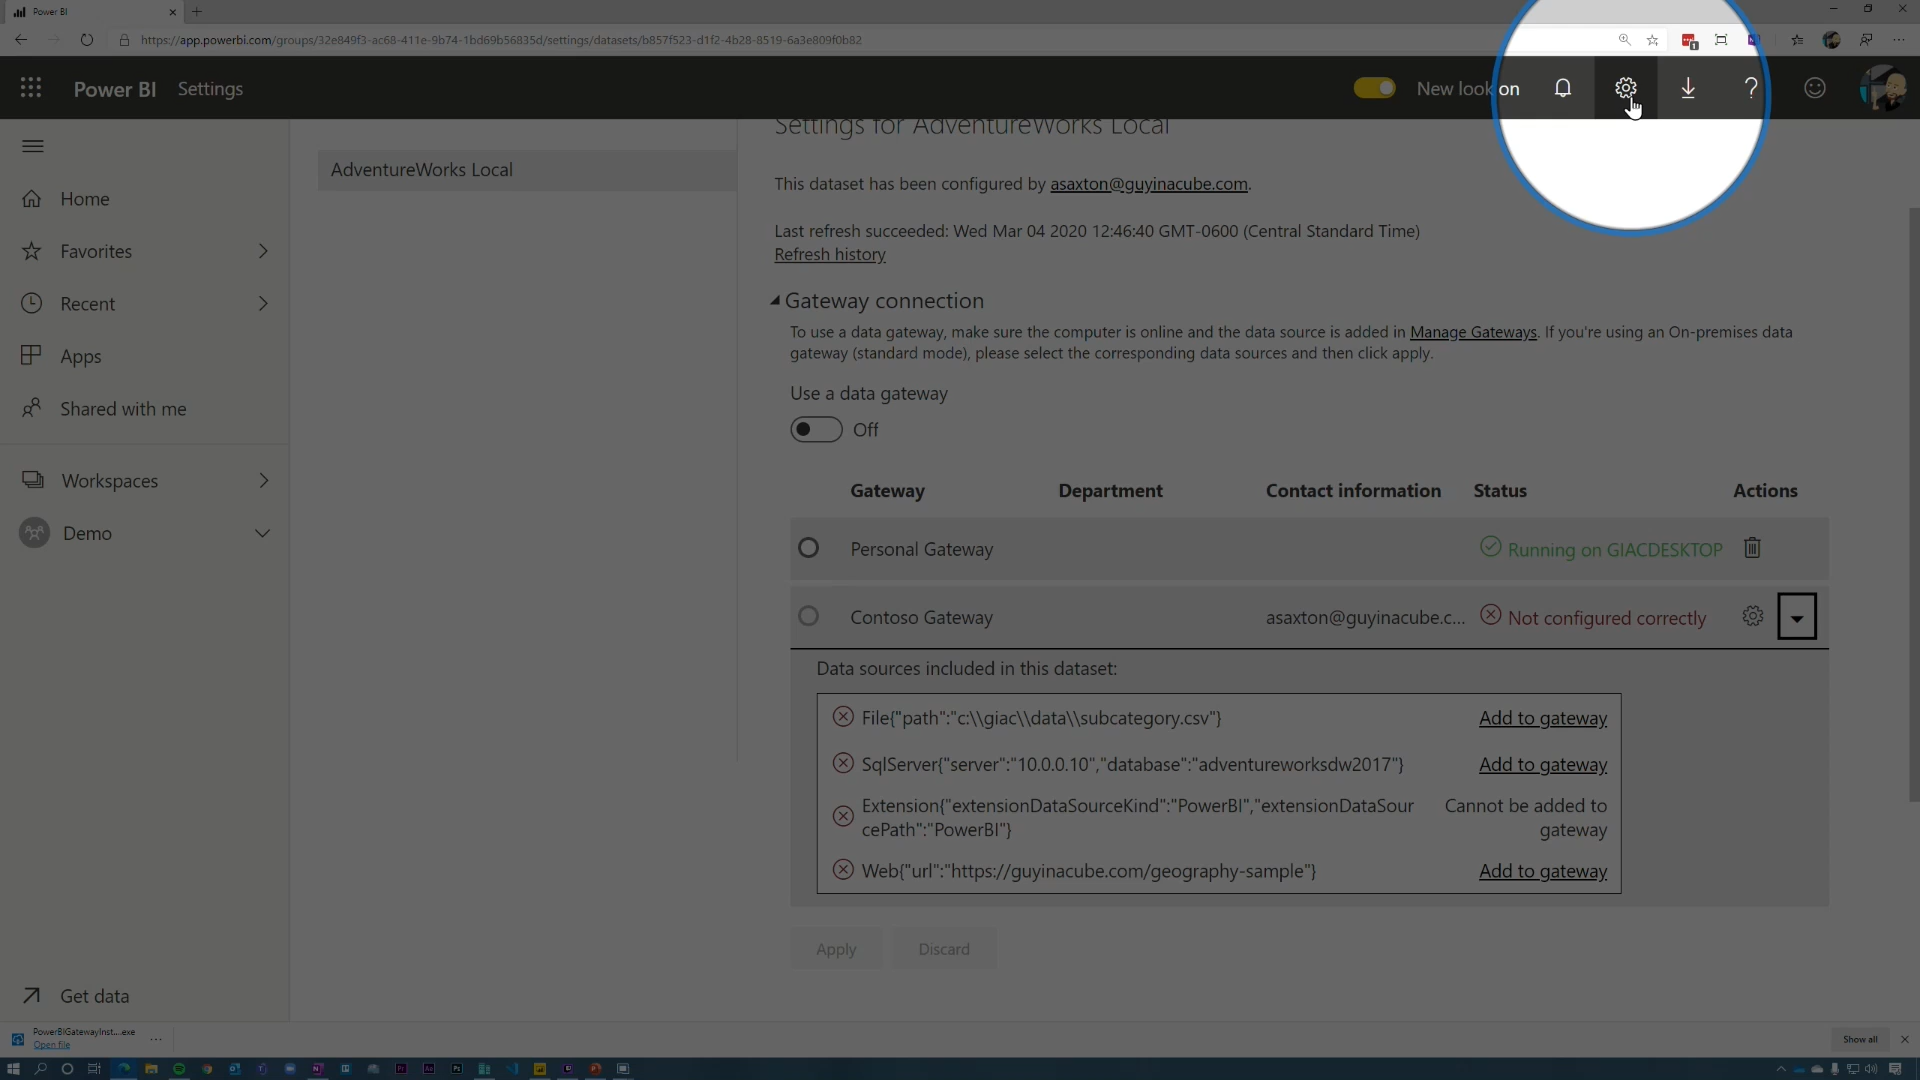 Power BI
https://app.powerbi.com/groups/32e849f3-ac68-411e-9b74-1bd69b56835d/settings/datasets/b857f523-d1f2-4b28-8519-6a3e809f0b82
Power BI Settings
New look on
Home
Favorites
Recent
Apps
Shared with me
Workspaces
Demo
Get data
AdventureWorks Local
Settings for AdventureWorks Local
This dataset has been configured by asaxton@guyinacube.com.
Last refresh succeeded: Wed Mar 04 2020 12:46:40 GMT-0600 (Central Standard Time)
Refresh history
Gateway connection
To use a data gateway, make sure the computer is online and the data source is added in Manage Gateways. If you're using an On-premises data
gateway (standard mode), please select the corresponding data sources and then click apply.
Use a data gateway
Off
Gateway Department Contact information Status Actions
Personal Gateway Running on GIACDESKTOP
Contoso Gateway asaxton@guyinacube.c... Not configured correctly
Data sources included in this dataset:
File{"path":"c:\\giac\\data\\subcategory.csv"} Add to gateway
SqlServer{"server":"10.0.0.10","database":"adventureworksdw2017"} Add to gateway
Extension{"extensionDataSourceKind":"PowerBI","extensionDataSour
cePath":"PowerBI"}
Cannot be added to
gateway
Web{"url":"https://guyinacube.com/geography-sample"} Add to gateway
Apply Discard
PowerBIGatewayInst....exe
Open file
Show all